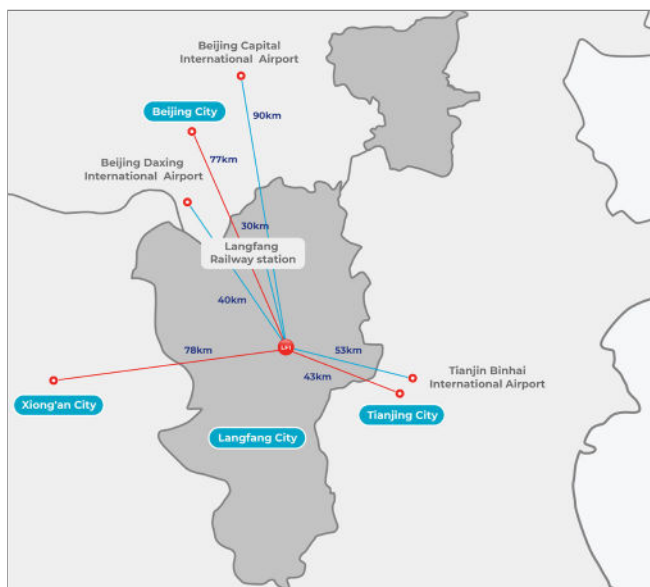 Beijing Capital
International Airport
90km
Beijing City
77km
Beijing Daxing
International Airport
30km
Langfang
Railway station
40km
78km
53km
43km
Tianjin Binhai
International Airport
Xiong'an City
Tianjing City
Langfang City